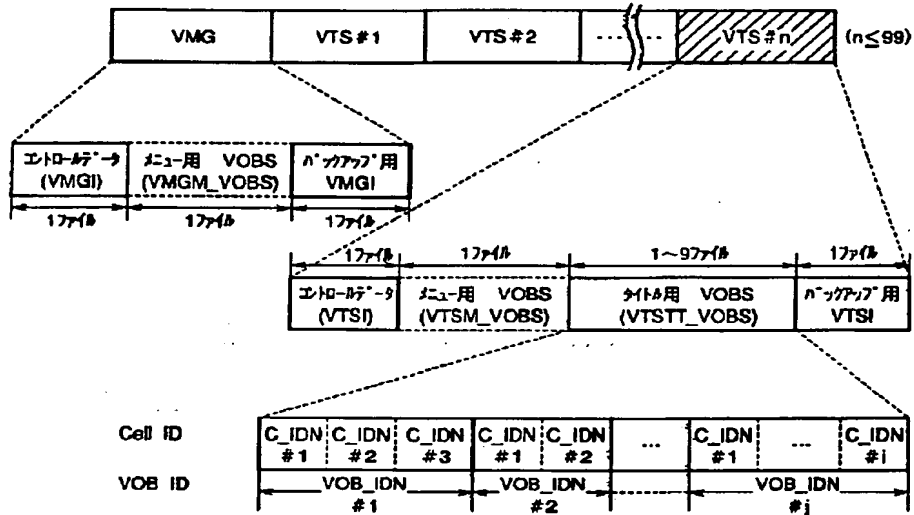 VMG VTS#1 VTS#2 ..... ..... VTS#n (n≦99)
コントロールデータ メニュー用 VOBS バックアップ用
(VMGI) (VMGM_VOBS) VMGI
1ファイル 1ファイル 1ファイル
1ファイル 1ファイル 1〜9ファイル 1ファイル
コントロールデータ メニュー用 VOBS タイトル用 VOBS バックアップ用
(VTSI) (VTSM_VOBS) (VTSTT_VOBS) VTSI
Cell ID C_IDN C_IDN C_IDN C_IDN C_IDN ... C_IDN ... C_IDN
#1 #2 #3 #1 #2 #1 #i
VOB ID VOB_IDN VOB_IDN VOB_IDN
#1 #2 #j